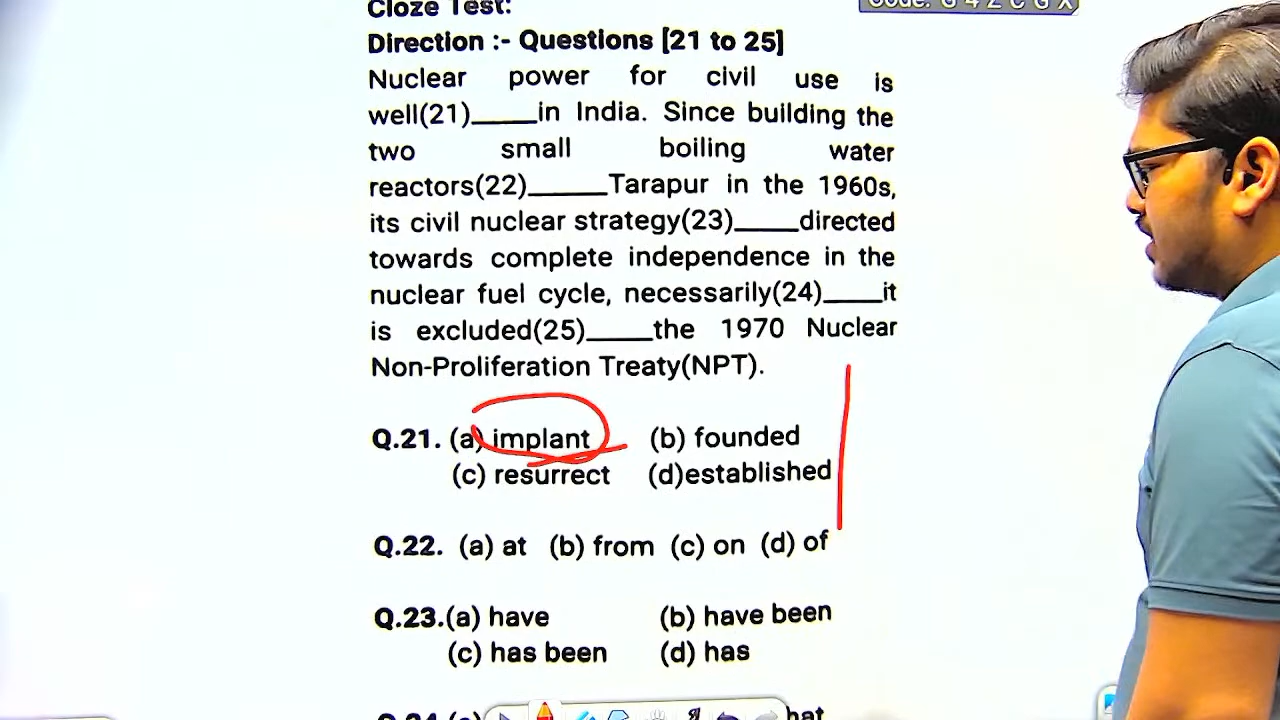 Cloze Test:
Code: G 4 Z C G X
Direction :- Questions [21 to 25]
Nuclear power for civil use is
well(21)_____in India. Since building the
two small boiling water
reactors(22)______Tarapur in the 1960s,
its civil nuclear strategy(23)_____directed
towards complete independence in the
nuclear fuel cycle, necessarily(24)_____it
is excluded(25)_____the 1970 Nuclear
Non-Proliferation Treaty(NPT).
Q.21. (a) implant (b) founded
(c) resurrect (d)established
Q.22. (a) at (b) from (c) on (d) of
Q.23.(a) have (b) have been
(c) has been (d) has